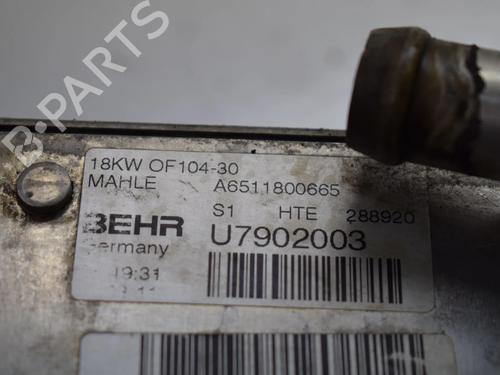 18KW OF104-30
MAHLE A6511800665
S1 HTE 288920
BEHR U7902003
Germany
19:31
B-Parts